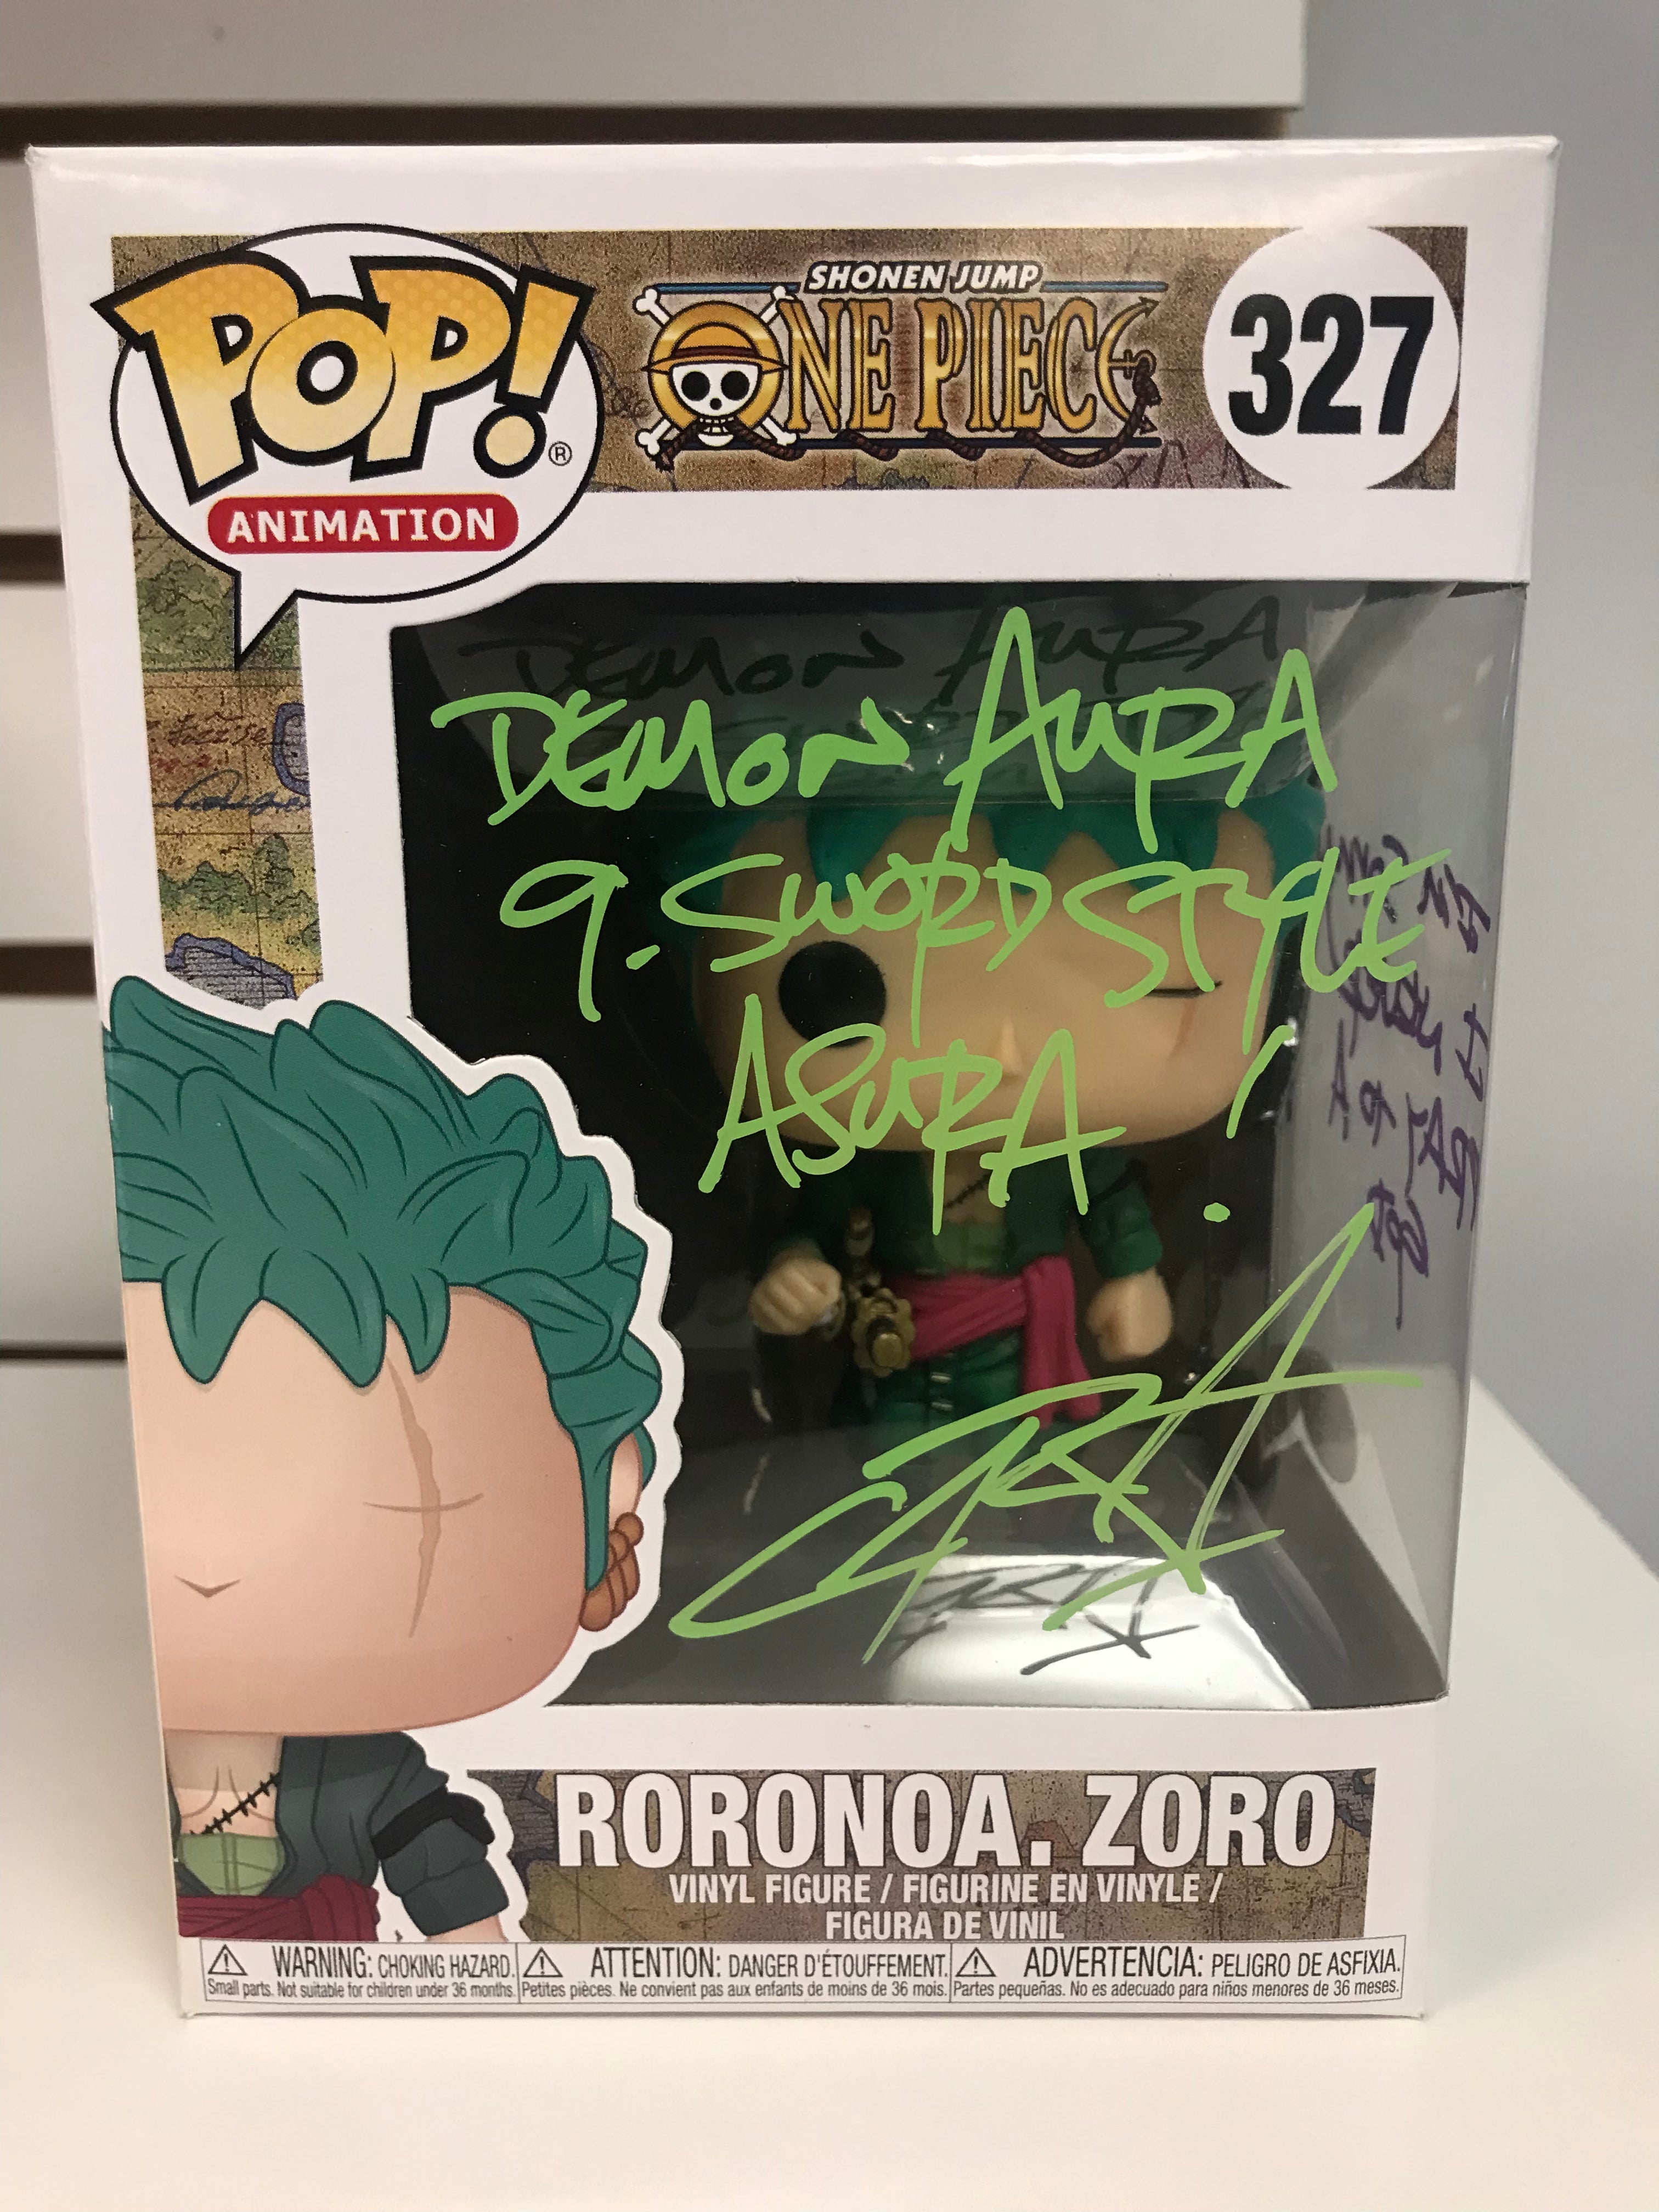 POP!®
ANIMATION
SHONEN JUMP
ONE PIECE
327
DEMON AURA
9-SWORD STYLE
ASURA!
RORONOA. ZORO
VINYL FIGURE / FIGURINE EN VINYLE /
FIGURA DE VINIL
WARNING: CHOKING HAZARD.
Small parts. Not suitable for children under 36 months.
ATTENTION: DANGER D'ÉTOUFFEMENT.
Petites pièces. Ne convient pas aux enfants de moins de 36 mois.
ADVERTENCIA: PELIGRO DE ASFIXIA.
Partes pequeñas. No es adecuado para niños menores de 36 meses.